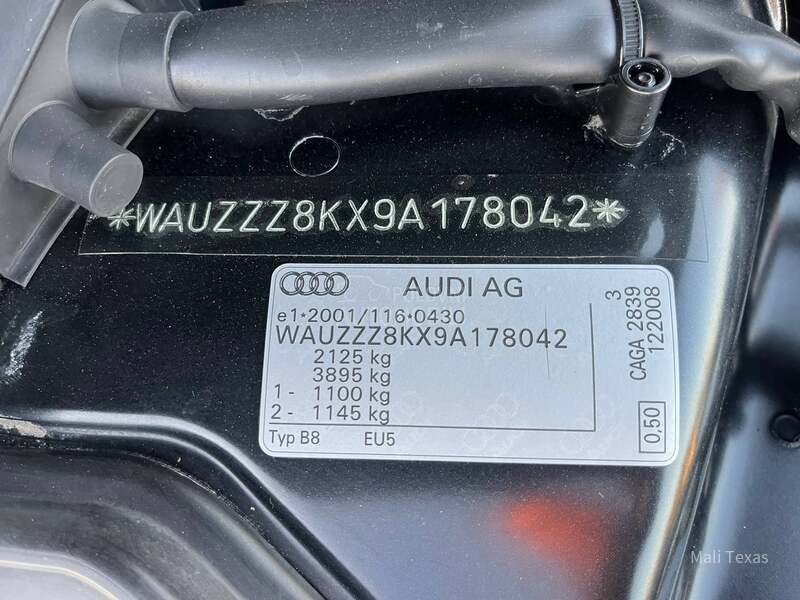 *WAUZZZ8KX9A178042*
AUDI AG
e1*2001/116*0430
WAUZZZ8KX9A178042
2125 kg
3895 kg
1 - 1100 kg
2 - 1145 kg
Typ B8 EU5
3
CAGA 2839
122008
0,50
Mali Texas